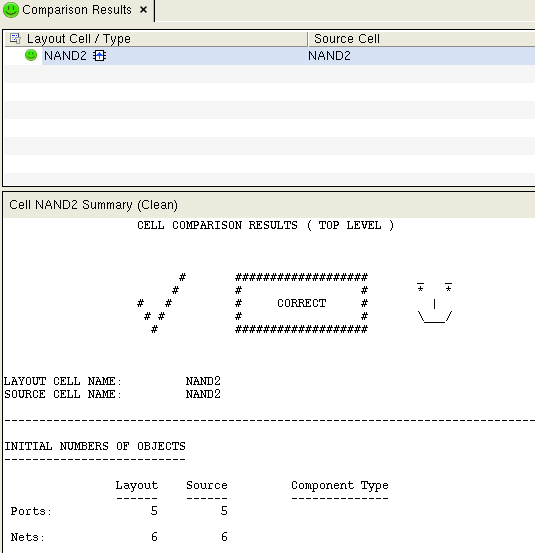 Comparison Results ×
Layout Cell / Type Source Cell
NAND2 NAND2
Cell NAND2 Summary (Clean)
CELL COMPARISON RESULTS ( TOP LEVEL )
# ################### _ _
# # # * *
# # # CORRECT # |
# # # # \___/
# ###################
LAYOUT CELL NAME: NAND2
SOURCE CELL NAME: NAND2
--------------------------------------------------------------------------------
INITIAL NUMBERS OF OBJECTS
--------------------------
Layout Source Component Type
------ ------ --------------
Ports: 5 5
Nets: 6 6